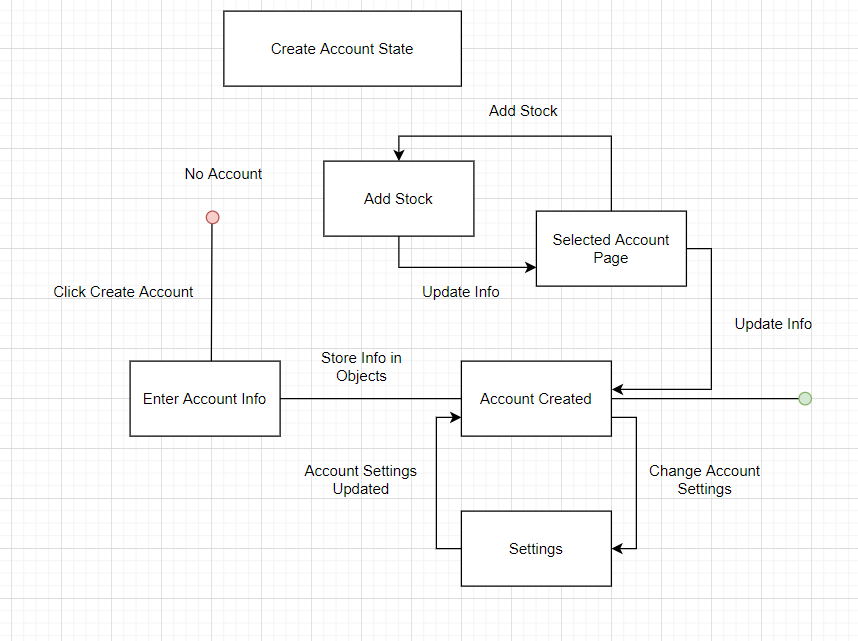 Create Account State
Add Stock
No Account
Add Stock
Selected Account
Page
Click Create Account
Update Info
Update Info
Store Info in
Objects
Enter Account Info
Account Created
Account Settings
Updated
Change Account
Settings
Settings